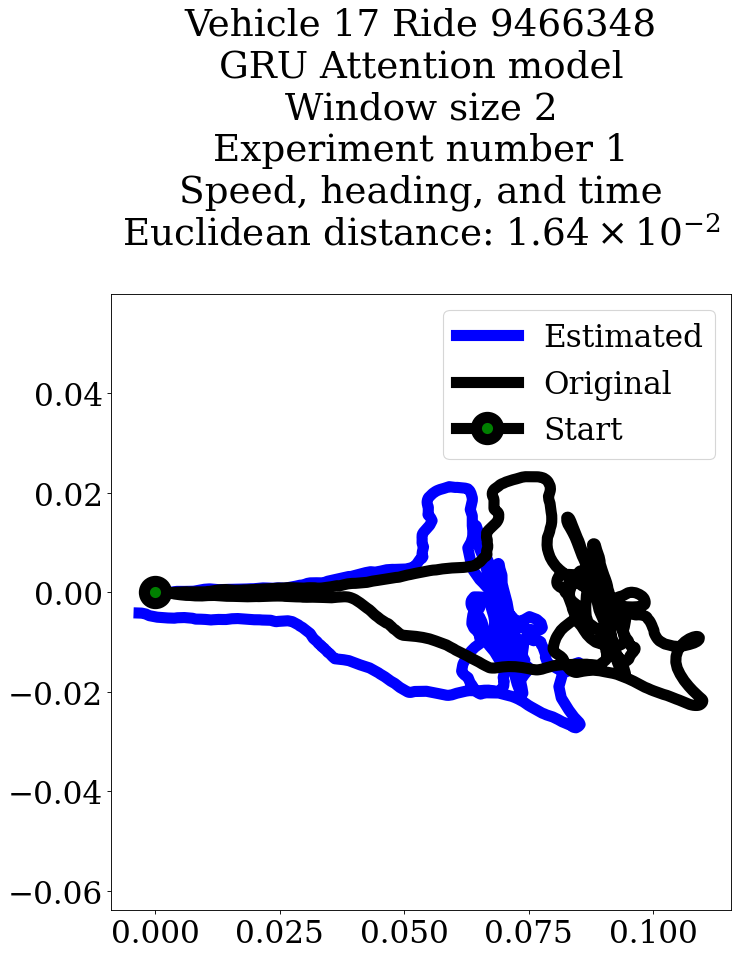 Vehicle 17 Ride 9466348
GRU Attention model
Window size 2
Experiment number 1
Speed, heading, and time
Euclidean distance: 1.64 × 10⁻²
Estimated
Original
Start
0.04
0.02
0.00
−0.02
−0.04
−0.06
0.000 0.025 0.050 0.075 0.100